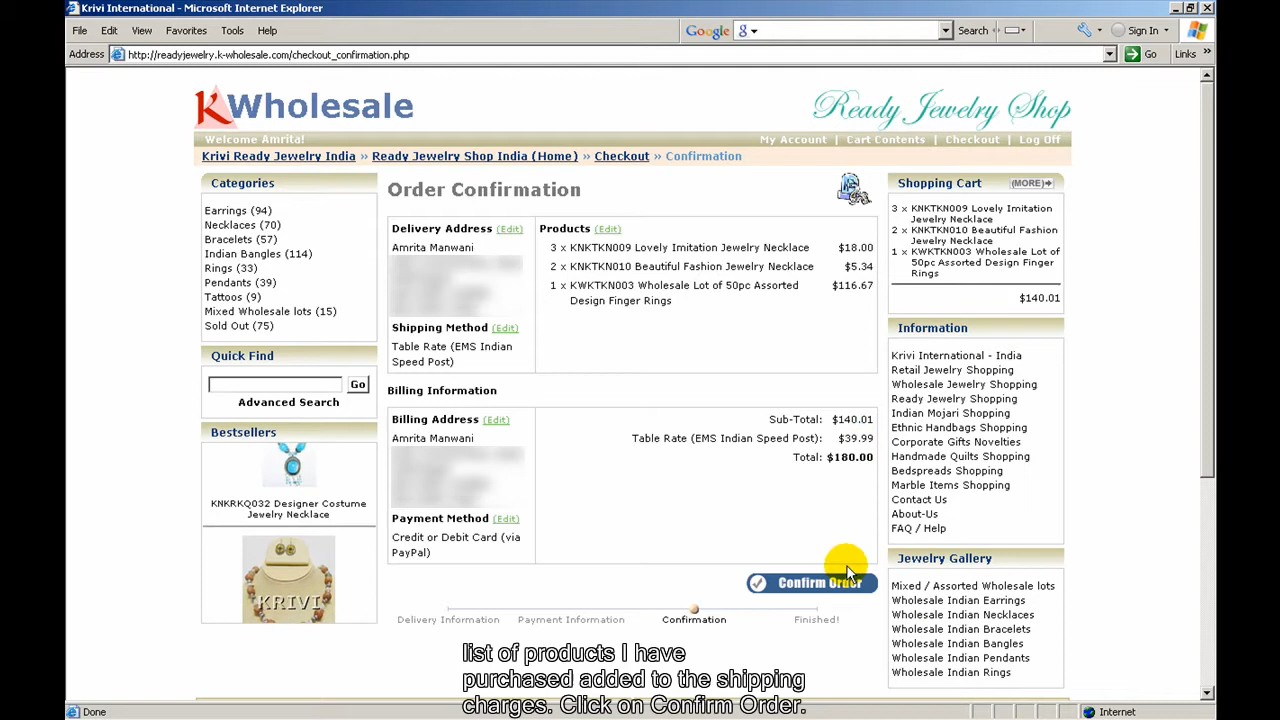 Krivi International - Microsoft Internet Explorer
File Edit View Favorites Tools Help
Google g Search Sign In
Address http://readyjewelry.k-wholesale.com/checkout_confirmation.php Go Links »
KWholesale
Ready Jewelry Shop
Welcome Amrita!
My Account Cart Contents Checkout Log Off
Krivi Ready Jewelry India » Ready Jewelry Shop India (Home) » Checkout » Confirmation
Categories
Earrings (94)
Necklaces (70)
Bracelets (57)
Indian Bangles (114)
Rings (33)
Pendants (39)
Tattoos (9)
Mixed Wholesale lots (15)
Sold Out (75)
Quick Find
Go
Advanced Search
Bestsellers
KNKRKQ032 Designer Costume
Jewelry Necklace
KRIVI
Order Confirmation
Delivery Address (Edit)
Amrita Manwani
Shipping Method (Edit)
Table Rate (EMS Indian
Speed Post)
Products (Edit)
3 x KNKTKN009 Lovely Imitation Jewelry Necklace $18.00
2 x KNKTKN010 Beautiful Fashion Jewelry Necklace $5.34
1 x KWKTKN003 Wholesale Lot of 50pc Assorted $116.67
Design Finger Rings
Billing Information
Billing Address (Edit)
Amrita Manwani
Payment Method (Edit)
Credit or Debit Card (via
PayPal)
Sub-Total: $140.01
Table Rate (EMS Indian Speed Post): $39.99
Total: $180.00
Confirm Order
Delivery Information Payment Information Confirmation Finished!
Shopping Cart (MORE)
3 x KNKTKN009 Lovely Imitation
Jewelry Necklace
2 x KNKTKN010 Beautiful Fashion
Jewelry Necklace
1 x KWKTKN003 Wholesale Lot of
50pc Assorted Design Finger
Rings
$140.01
Information
Krivi International - India
Retail Jewelry Shopping
Wholesale Jewelry Shopping
Ready Jewelry Shopping
Indian Mojari Shopping
Ethnic Handbags Shopping
Corporate Gifts Novelties
Handmade Quilts Shopping
Bedspreads Shopping
Marble Items Shopping
Contact Us
About-Us
FAQ / Help
Jewelry Gallery
Mixed / Assorted Wholesale lots
Wholesale Indian Earrings
Wholesale Indian Necklaces
Wholesale Indian Bracelets
Wholesale Indian Bangles
Wholesale Indian Pendants
Wholesale Indian Rings
list of products I have
purchased added to the shipping
charges. Click on Confirm Order.
Done Internet